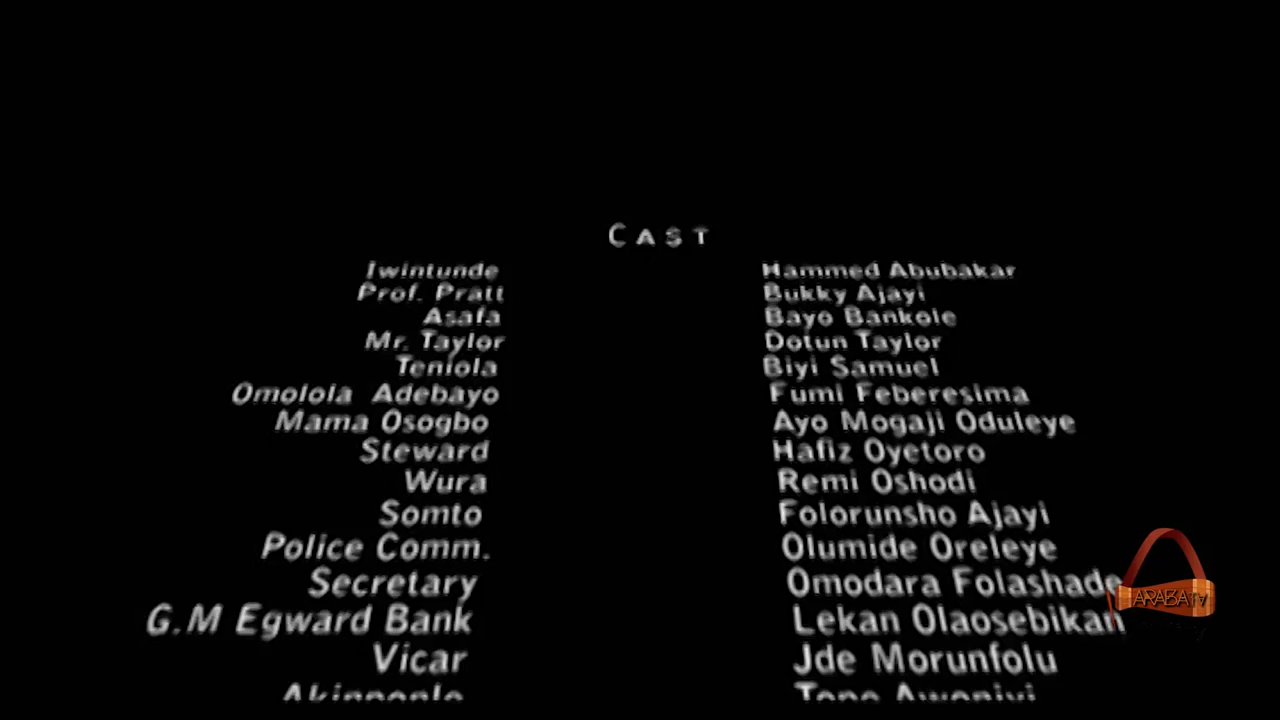 CAST
Iwintunde Hammed Abubakar
Prof. Pratt Bukky Ajayi
Asafa Bayo Bankole
Mr. Taylor Dotun Taylor
Teniola Biyi Samuel
Omolola Adebayo Fumi Feberesima
Mama Osogbo Ayo Mogaji Oduleye
Steward Hafiz Oyetoro
Wura Remi Oshodi
Somto Folorunsho Ajayi
Police Comm. Olumide Oreleye
Secretary Omodara Folashade
G.M Egward Bank Lekan Olaosebikan
Vicar Jde Morunfolu
ARABA TV